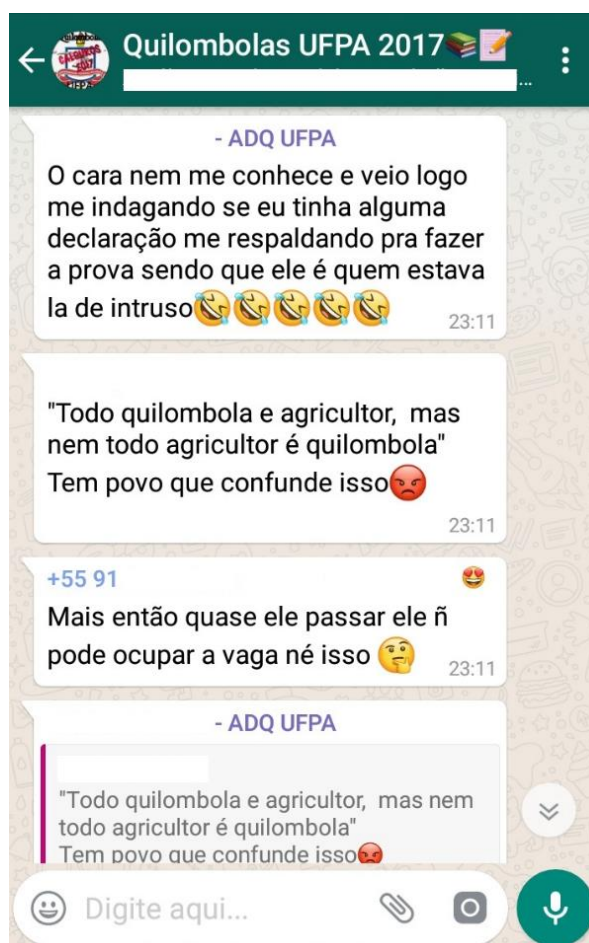 Quilombolas UFPA 2017
CALOUROS
2017
UFPA
...
- ADQ UFPA
O cara nem me conhece e veio logo
me indagando se eu tinha alguma
declaração me respaldando pra fazer
a prova sendo que ele é quem estava
la de intruso🤣🤣🤣🤣🤣
23:11
"Todo quilombola e agricultor, mas
nem todo agricultor é quilombola"
Tem povo que confunde isso😡
23:11
+55 91
Mais então quase ele passar ele ñ
pode ocupar a vaga né isso 🤔
23:11
- ADQ UFPA
"Todo quilombola e agricultor, mas nem
todo agricultor é quilombola"
Tem povo que confunde isso😡
Digite aqui...